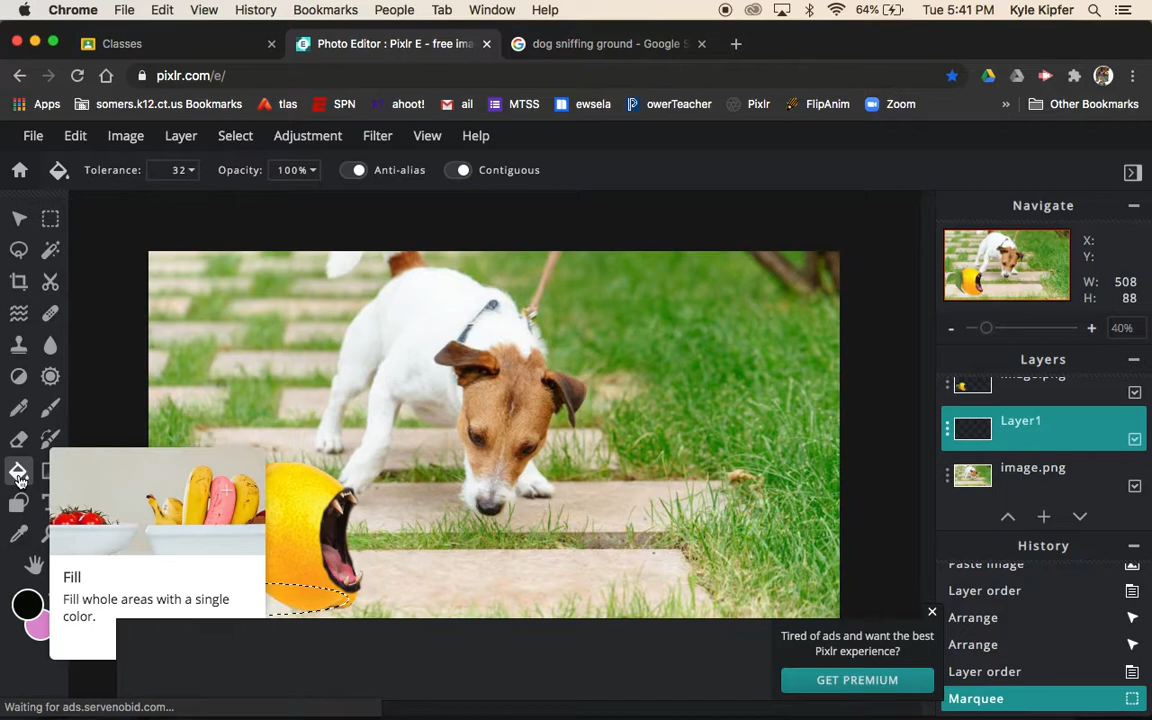 Chrome File Edit View History Bookmarks People Tab Window Help 64% Tue 5:41 PM Kyle Kipfer
Classes Photo Editor : Pixlr E - free ima dog sniffing ground - Google S
pixlr.com/e/
Apps somers.k12.ct.us Bookmarks tlas SPN ahoot! ail MTSS ewsela owerTeacher Pixlr FlipAnim Zoom » Other Bookmarks
File Edit Image Layer Select Adjustment Filter View Help
Tolerance: 32 Opacity: 100% Anti-alias Contiguous
Navigate
X:
Y:
W: 508
H: 88
- + 40%
Layers
image.png
Layer1
image.png
History
Paste image
Layer order
Arrange
Arrange
Layer order
Marquee
Fill
Fill whole areas with a single
color.
Tired of ads and want the best
Pixlr experience?
GET PREMIUM
Waiting for ads.servenobid.com...